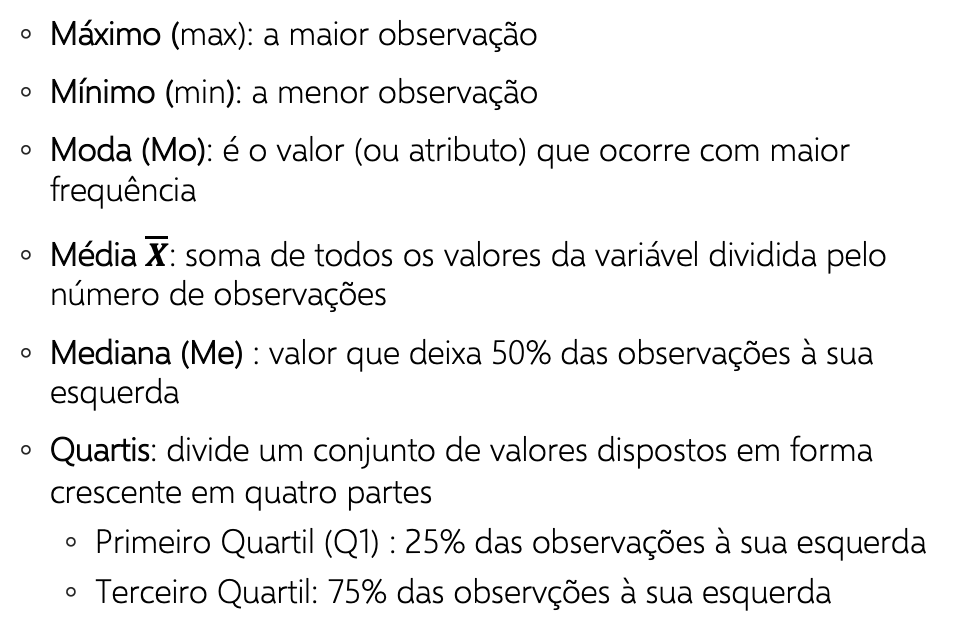 ◦ Máximo (max): a maior observação
◦ Mínimo (min): a menor observação
◦ Moda (Mo): é o valor (ou atributo) que ocorre com maior
frequência
◦ Média X̅: soma de todos os valores da variável dividida pelo
número de observações
◦ Mediana (Me) : valor que deixa 50% das observações à sua
esquerda
◦ Quartis: divide um conjunto de valores dispostos em forma
crescente em quatro partes
◦ Primeiro Quartil (Q1) : 25% das observações à sua esquerda
◦ Terceiro Quartil: 75% das observções à sua esquerda